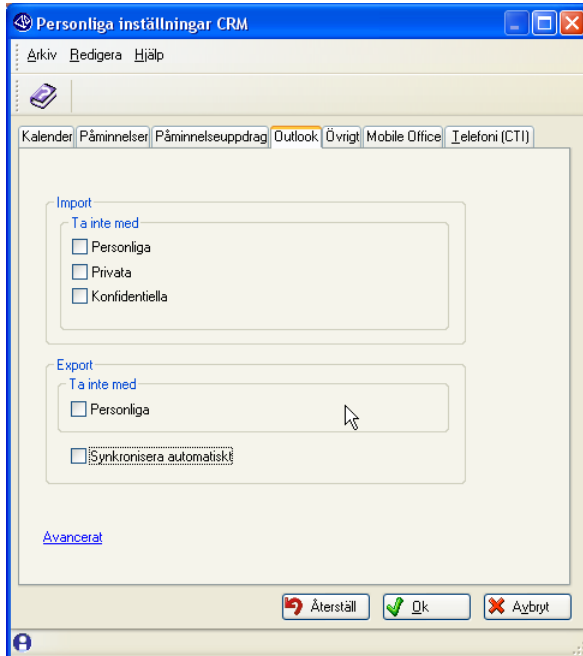 Personliga inställningar CRM
Arkiv Redigera Hjälp
Kalender Påminnelser Påminnelseuppdrag Outlook Övrigt Mobile Office Telefoni (CTI)
Import
Ta inte med
Personliga
Privata
Konfidentiella
Export
Ta inte med
Personliga
Synkronisera automatiskt
Avancerat
Återställ Ok Avbryt